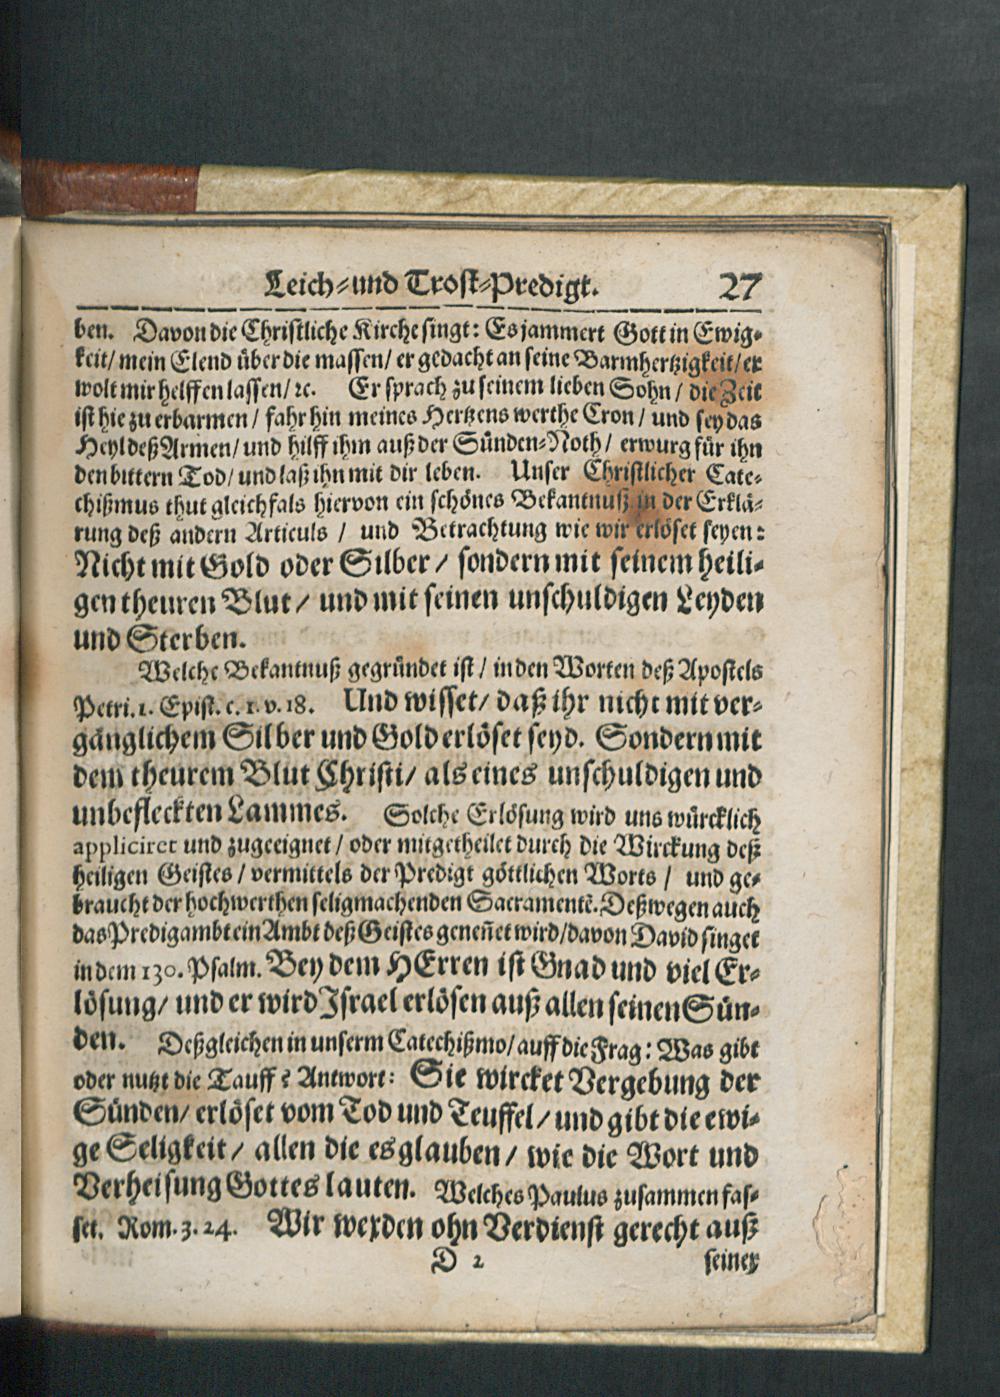 Leich-und Trost-Predigt. 27
ben. Davon die Christliche Kirche singt: Es jammert Gott in Ewig-
keit/ mein Elend über die massen/ er gedacht an seine Barmhertzigkeit/ er
wolt mir helffen lassen/ ꝛc. Er sprach zu seinem lieben Sohn / die Zeit
ist hie zu erbarmen / fahr hin meines Hertzens werthe Cron / und sey das
Heyl deß Armen/ und hilff ihm auß der Sünden-Noth/ erwurg für ihn
den bittern Tod/ und laß ihn mit dir leben. Unser Christlicher Cate-
chißmus thut gleichfals hiervon ein schönes Bekantnuß in der Erklä-
rung deß andern Articuls / und Betrachtung wie wir erlöset seyen:
Nicht mit Gold oder Silber / sondern mit seinem heili-
gen theuren Blut / und mit seinen unschuldigen Leyden
und Sterben.
Welche Bekantnuß gegründet ist / in den Worten deß Apostels
Petri. 1. Epist. c. 1. v. 18. Und wisset/ daß ihr nicht mit ver-
gänglichem Silber und Gold erlöset seyd. Sondern mit
dem theurem Blut Christi/ als eines unschuldigen und
unbefleckten Lammes. Solche Erlösung wird uns würcklich
appliciret und zugeeignet / oder mitgetheilet durch die Wirckung deß
heiligen Geistes / vermittels der Predigt göttlichen Worts / und ge-
braucht der hochwerthen seligmachenden Sacramentē. Deßwegen auch
das Predigambt ein Ambt deß Geistes geneñet wird/ davon David singet
in dem 130. Psalm. Bey dem HErren ist Gnad und viel Er-
lösung/ und er wird Israel erlösen auß allen seinen Sün-
den. Deßgleichen in unserm Catechißmo/ auff die Frag: Was gibt
oder nutzt die Tauff? Antwort: Sie wircket Vergebung der
Sünden/ erlöset vom Tod und Teuffel/ und gibt die ewi-
ge Seligkeit/ allen die es glauben / wie die Wort und
Verheisung Gottes lauten. Welches Paulus zusammen fas-
set. Rom. 3. 24. Wir werden ohn Verdienst gerecht auß
D 2 seiner